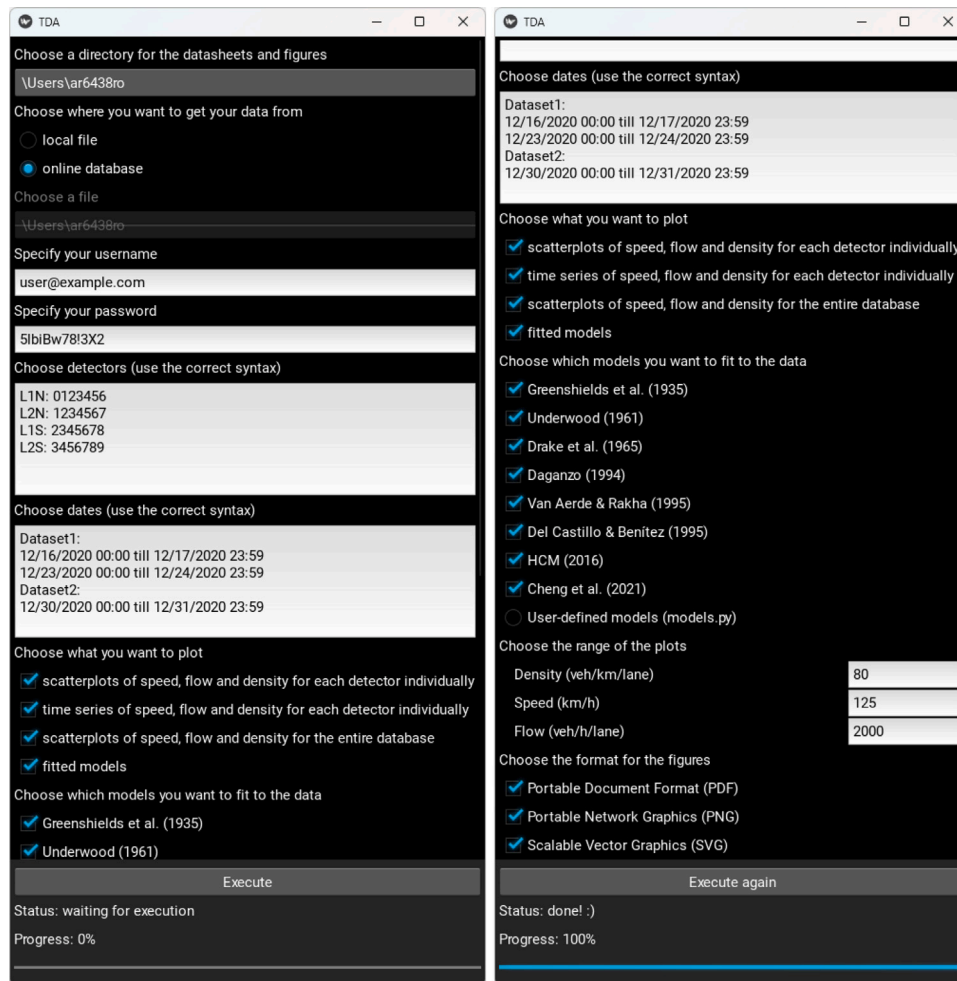 TDA
Choose a directory for the datasheets and figures
\Users\ar6438ro
Choose where you want to get your data from
local file
online database
Choose a file
\Users\ar6438ro
Specify your username
user@example.com
Specify your password
5IbiBw78!3X2
Choose detectors (use the correct syntax)
L1N: 0123456
L2N: 1234567
L1S: 2345678
L2S: 3456789
Choose dates (use the correct syntax)
Dataset1:
12/16/2020 00:00 till 12/17/2020 23:59
12/23/2020 00:00 till 12/24/2020 23:59
Dataset2:
12/30/2020 00:00 till 12/31/2020 23:59
Choose what you want to plot
scatterplots of speed, flow and density for each detector individually
time series of speed, flow and density for each detector individually
scatterplots of speed, flow and density for the entire database
fitted models
Choose which models you want to fit to the data
Greenshields et al. (1935)
Underwood (1961)
Execute
Status: waiting for execution
Progress: 0%
TDA
Choose dates (use the correct syntax)
Dataset1:
12/16/2020 00:00 till 12/17/2020 23:59
12/23/2020 00:00 till 12/24/2020 23:59
Dataset2:
12/30/2020 00:00 till 12/31/2020 23:59
Choose what you want to plot
scatterplots of speed, flow and density for each detector individually
time series of speed, flow and density for each detector individually
scatterplots of speed, flow and density for the entire database
fitted models
Choose which models you want to fit to the data
Greenshields et al. (1935)
Underwood (1961)
Drake et al. (1965)
Daganzo (1994)
Van Aerde & Rakha (1995)
Del Castillo & Benítez (1995)
HCM (2016)
Cheng et al. (2021)
User-defined models (models.py)
Choose the range of the plots
Density (veh/km/lane) 80
Speed (km/h) 125
Flow (veh/h/lane) 2000
Choose the format for the figures
Portable Document Format (PDF)
Portable Network Graphics (PNG)
Scalable Vector Graphics (SVG)
Execute again
Status: done! :)
Progress: 100%